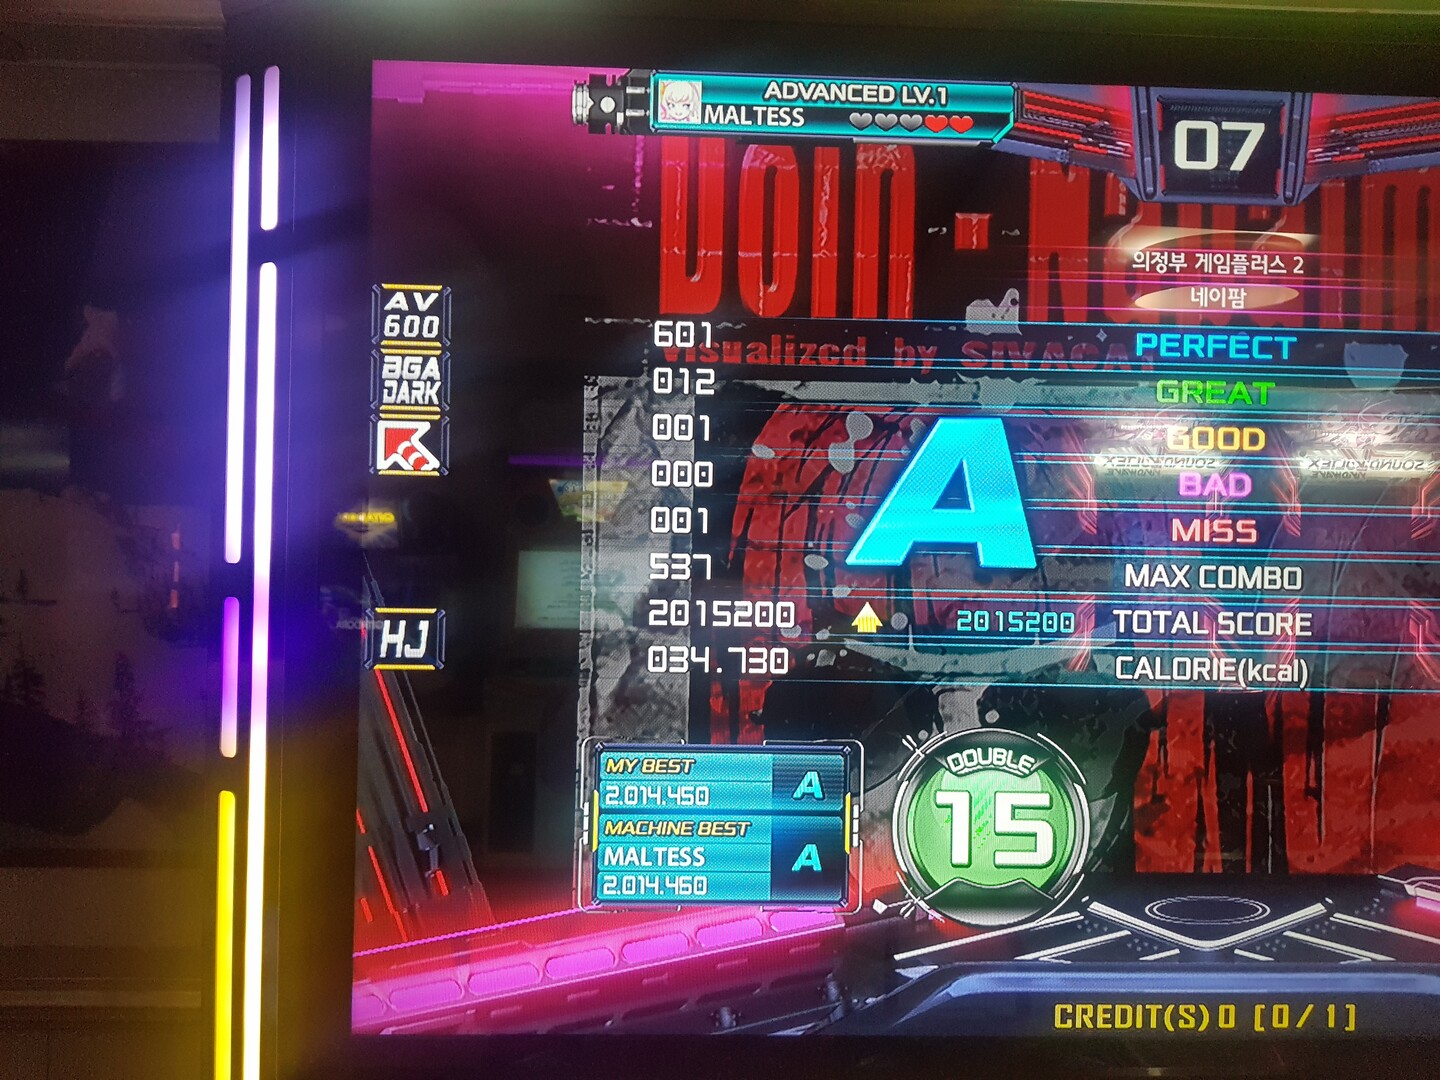 ADVANCED LV.1
MALTESS
07
Doin
의정부 게임플러스 2
네이팜
visualized by
AV
600
BGA
DARK
HJ
601 PERFECT
012 GREAT
001 GOOD
000 BAD
001 MISS
537 MAX COMBO
2015200 2015200 TOTAL SCORE
034.730 CALORIE(kcal)
A
MY BEST
2.014.450 A
MACHINE BEST
MALTESS A
2.014.460
DOUBLE
15
CREDIT(S) 0 [0/1]